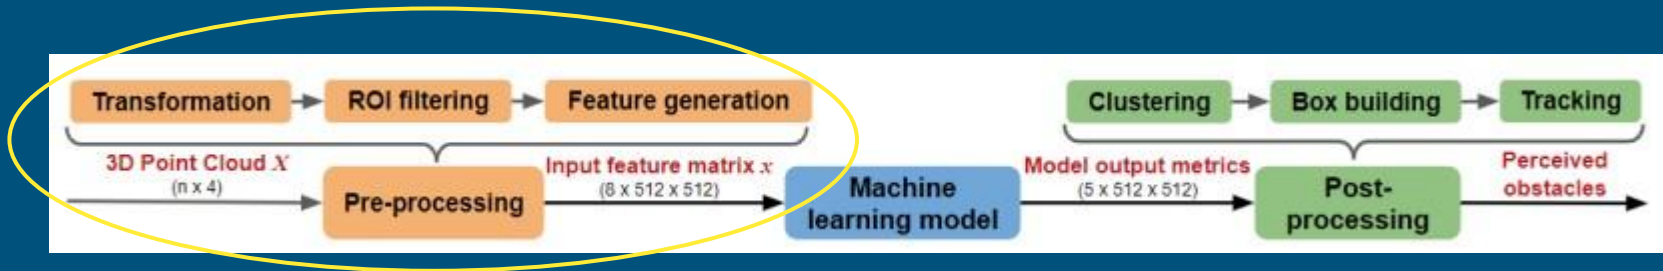 Transformation
ROI filtering
Feature generation
Clustering
Box building
Tracking
3D Point Cloud X
(n x 4)
Pre-processing
Input feature matrix x
(8 x 512 x 512)
Machine
learning model
Model output metrics
(5 x 512 x 512)
Post-
processing
Perceived
obstacles